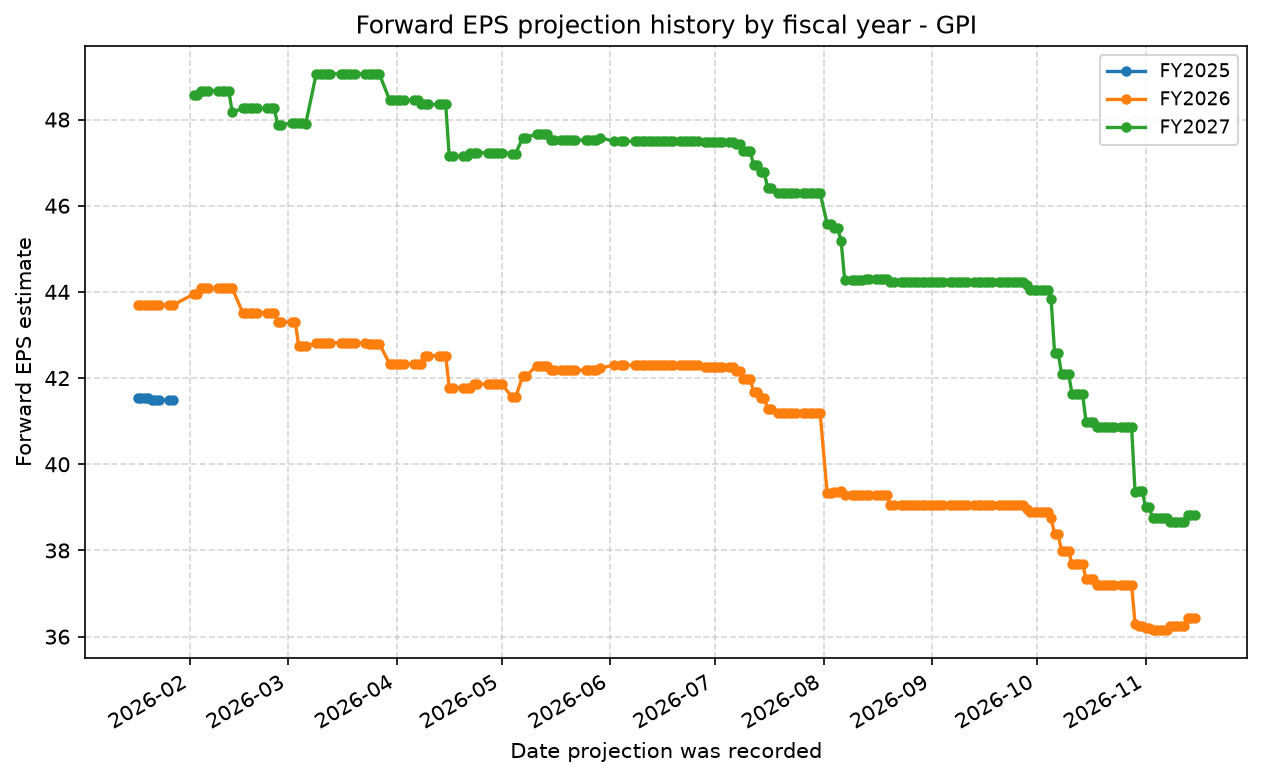 Forward EPS projection history by fiscal year - GPI
FY2025
FY2026
FY2027
Forward EPS estimate
48
46
44
42
40
38
36
2026-02
2026-03
2026-04
2026-05
2026-06
2026-07
2026-08
2026-09
2026-10
2026-11
Date projection was recorded